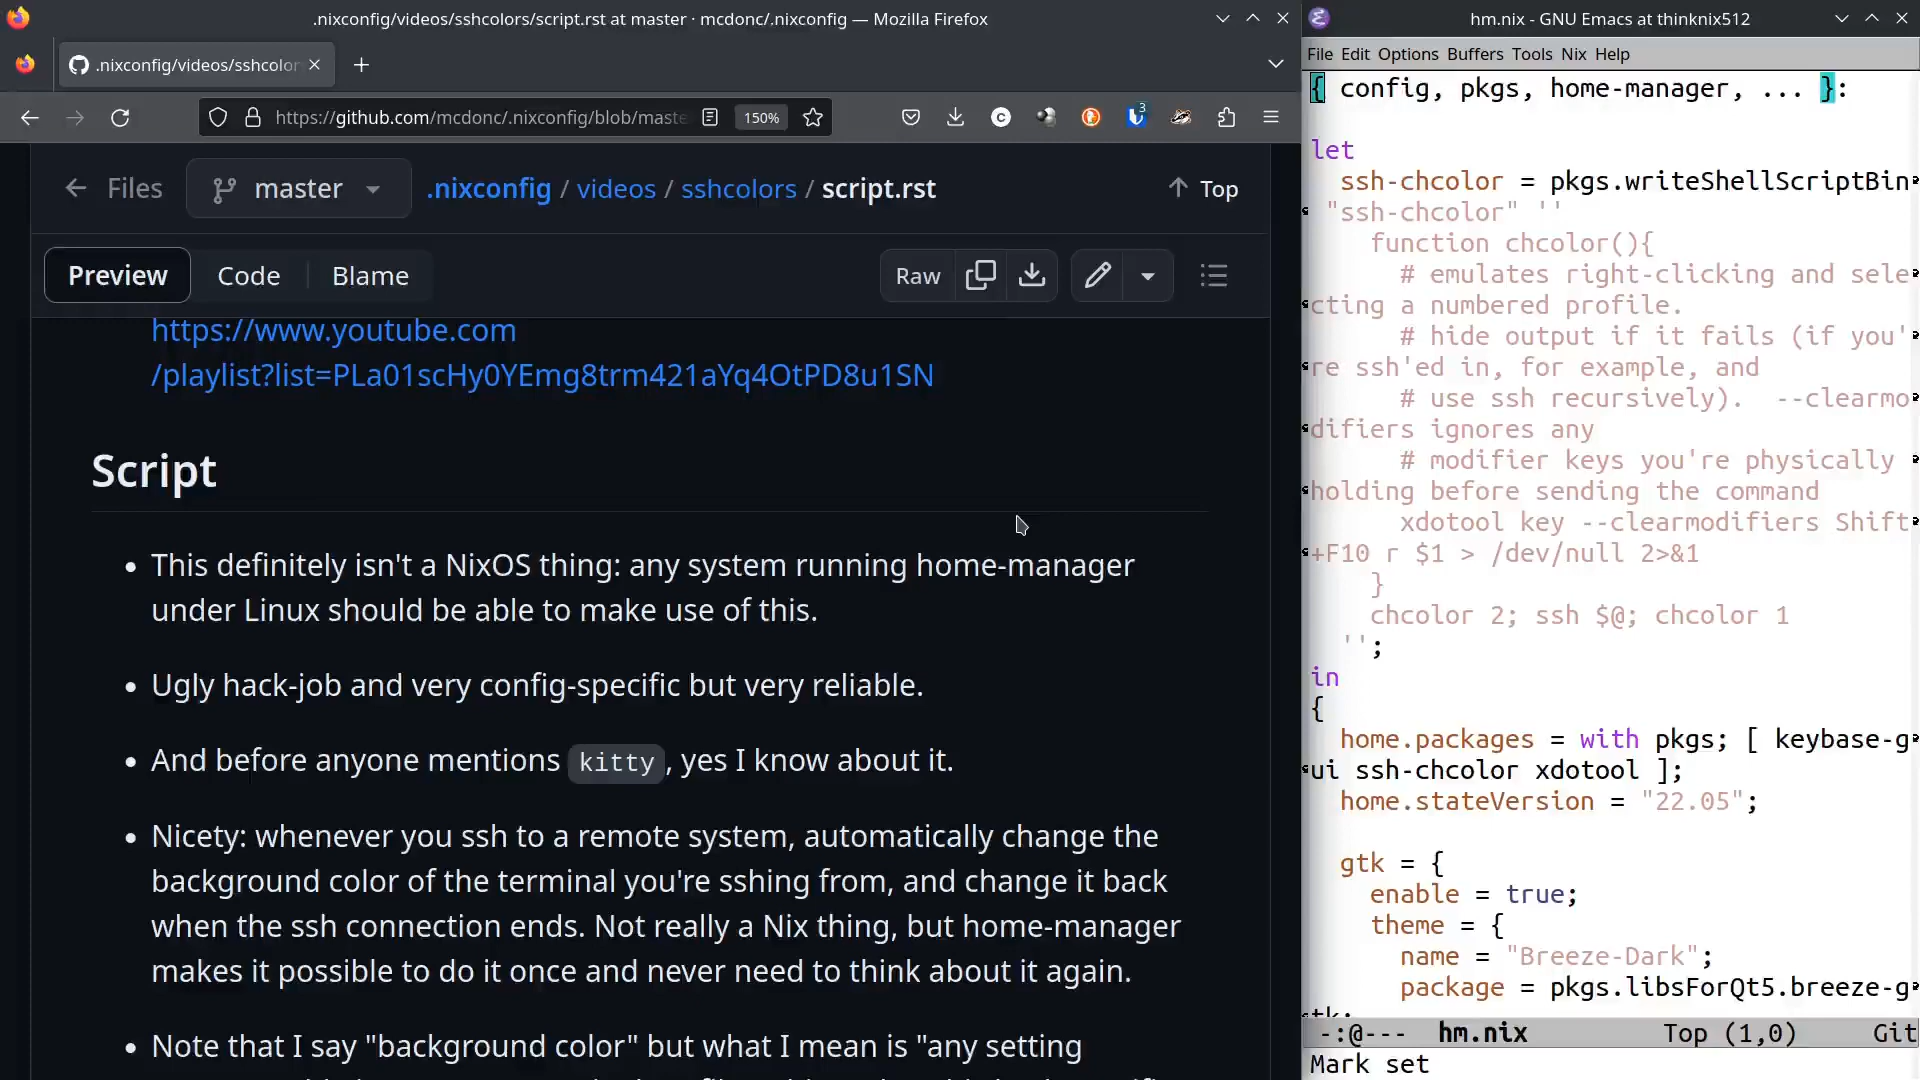 .nixconfig/videos/sshcolors/script.rst at master · mcdonc/.nixconfig — Mozilla Firefox
.nixconfig/videos/sshcolor
https://github.com/mcdonc/.nixconfig/blob/maste
150%
3
Files
master
.nixconfig / videos / sshcolors / script.rst
Top
Preview
Code
Blame
Raw
https://www.youtube.com
/playlist?list=PLa01scHy0YEmg8trm421aYq4OtPD8u1SN
Script
• This definitely isn't a NixOS thing: any system running home-manager
under Linux should be able to make use of this.
• Ugly hack-job and very config-specific but very reliable.
• And before anyone mentions kitty, yes I know about it.
• Nicety: whenever you ssh to a remote system, automatically change the
background color of the terminal you're sshing from, and change it back
when the ssh connection ends. Not really a Nix thing, but home-manager
makes it possible to do it once and never need to think about it again.
• Note that I say "background color" but what I mean is "any setting
hm.nix - GNU Emacs at thinknix512
File Edit Options Buffers Tools Nix Help
{ config, pkgs, home-manager, ... }:
let
ssh-chcolor = pkgs.writeShellScriptBin
"ssh-chcolor" ''
function chcolor(){
# emulates right-clicking and sele
cting a numbered profile.
# hide output if it fails (if you'
re ssh'ed in, for example, and
# use ssh recursively).  --clearmo
difiers ignores any
# modifier keys you're physically
holding before sending the command
xdotool key --clearmodifiers Shift
+F10 r $1 > /dev/null 2>&1
}
chcolor 2; ssh $@; chcolor 1
'';
in
{
home.packages = with pkgs; [ keybase-g
ui ssh-chcolor xdotool ];
home.stateVersion = "22.05";
gtk = {
enable = true;
theme = {
name = "Breeze-Dark";
package = pkgs.libsForQt5.breeze-g
tk;
-:@--- hm.nix Top (1,0) Git
Mark set